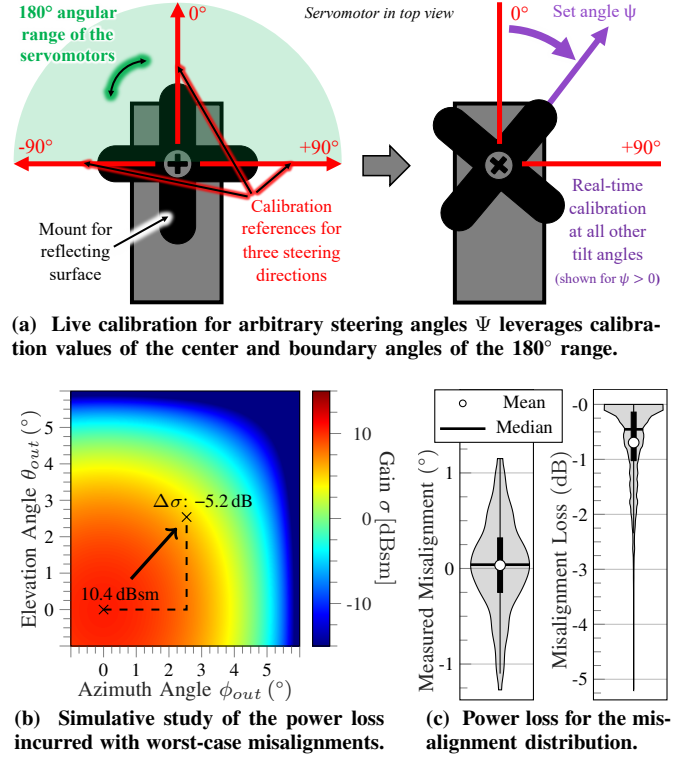 180° angular
range of the
servomotors
0°
Servomotor in top view
0°
Set angle ψ
-90°
+90°
+90°
Mount for
reflecting
surface
Calibration
references for
three steering
directions
Real-time
calibration
at all other
tilt angles
(shown for ψ > 0)
(a) Live calibration for arbitrary steering angles Ψ leverages calibra-
tion values of the center and boundary angles of the 180° range.
Elevation Angle θout (°)
5
4
3
2
1
0
Δσ: −5.2 dB
10.4 dBsm
0 1 2 3 4 5
Azimuth Angle ϕout (°)
10
0
-10
Gain σ [dBsm]
Mean
Median
Measured Misalignment (°)
1
0
-1
Misalignment Loss (dB)
-0
-1
-2
-3
-4
-5
(b) Simulative study of the power loss
incurred with worst-case misalignments.
(c) Power loss for the mis-
alignment distribution.